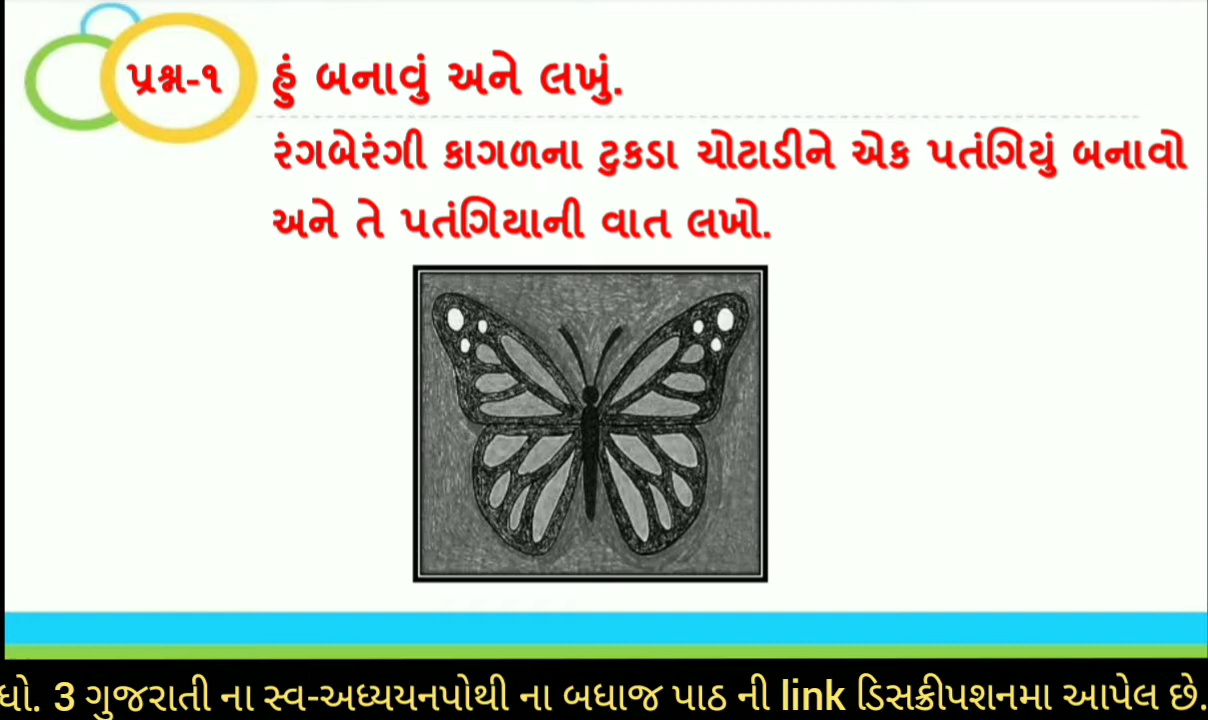 પ્રશ્ન-૧
હું બનાવું અને લખું.
રંગબેરંગી કાગળના ટુકડા ચોટાડીને એક પતંગિયું બનાવો
અને તે પતંગિયાની વાત લખો.
ધો. 3 ગુજરાતી ના સ્વ-અધ્યયનપોથી ના બધાજ પાઠ ની link ડિસક્રીપશનમા આપેલ છે.